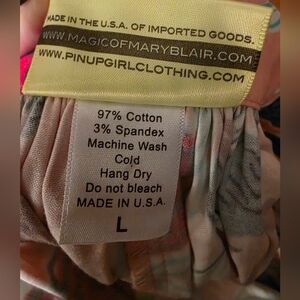 MADE IN THE U.S.A. OF IMPORTED GOODS.
WWW.MAGICOFMARYBLAIR.COM
WWW.PINUPGIRLCLOTHING.COM
97% Cotton
3% Spandex
Machine Wash
Cold
Hang Dry
Do not bleach
MADE IN U.S.A.
L